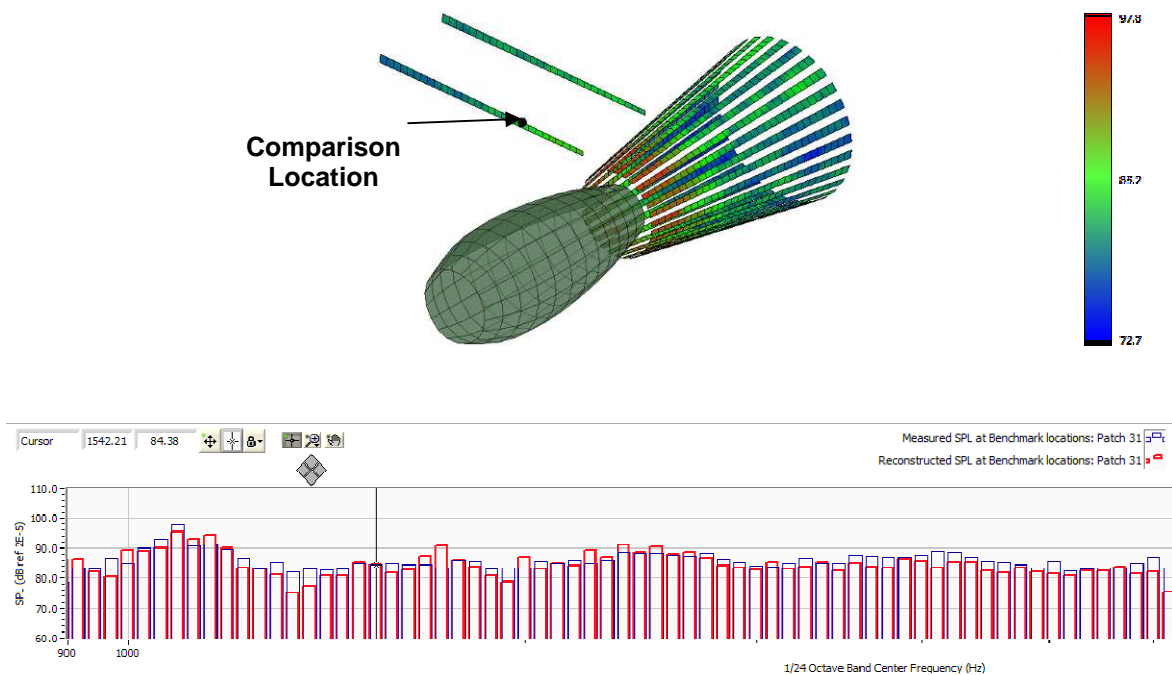 97.8
Comparison
Location
85.2
72.7
Cursor 1542.21 84.38
Measured SPL at Benchmark locations: Patch 31
Reconstructed SPL at Benchmark locations: Patch 31
110.0
100.0
90.0
80.0
70.0
60.0
SPL (dB ref 2E-5)
900 1000
1/24 Octave Band Center Frequency (Hz)